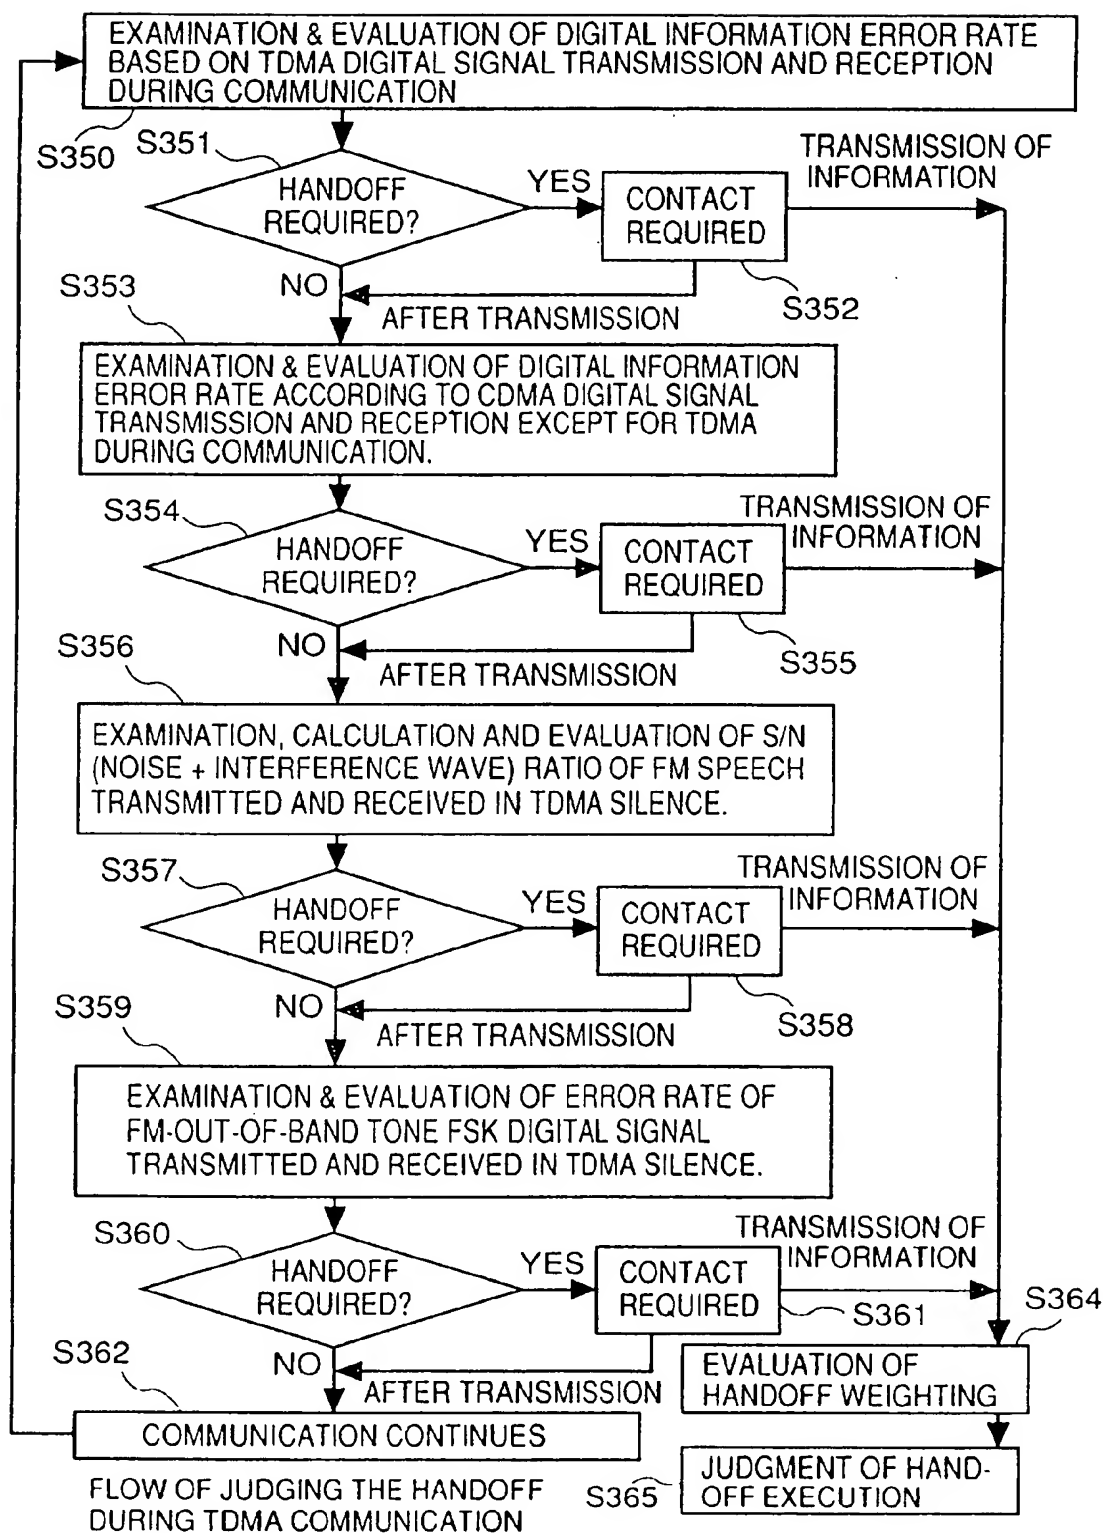 EXAMINATION & EVALUATION OF DIGITAL INFORMATION ERROR RATE
BASED ON TDMA DIGITAL SIGNAL TRANSMISSION AND RECEPTION
DURING COMMUNICATION
S350
S351
HANDOFF
REQUIRED?
YES
CONTACT
REQUIRED
TRANSMISSION OF
INFORMATION
S352
NO
AFTER TRANSMISSION
S353
EXAMINATION & EVALUATION OF DIGITAL INFORMATION
ERROR RATE ACCORDING TO CDMA DIGITAL SIGNAL
TRANSMISSION AND RECEPTION EXCEPT FOR TDMA
DURING COMMUNICATION.
S354
HANDOFF
REQUIRED?
YES
CONTACT
REQUIRED
TRANSMISSION OF
INFORMATION
S355
NO
AFTER TRANSMISSION
S356
EXAMINATION, CALCULATION AND EVALUATION OF S/N
(NOISE + INTERFERENCE WAVE) RATIO OF FM SPEECH
TRANSMITTED AND RECEIVED IN TDMA SILENCE.
S357
HANDOFF
REQUIRED?
YES
CONTACT
REQUIRED
TRANSMISSION OF
INFORMATION
S358
NO
AFTER TRANSMISSION
S359
EXAMINATION & EVALUATION OF ERROR RATE OF
FM-OUT-OF-BAND TONE FSK DIGITAL SIGNAL
TRANSMITTED AND RECEIVED IN TDMA SILENCE.
S360
HANDOFF
REQUIRED?
YES
CONTACT
REQUIRED
TRANSMISSION OF
INFORMATION
S361
NO
AFTER TRANSMISSION
S362
COMMUNICATION CONTINUES
S364
EVALUATION OF
HANDOFF WEIGHTING
S365
JUDGMENT OF HAND-
OFF EXECUTION
FLOW OF JUDGING THE HANDOFF
DURING TDMA COMMUNICATION